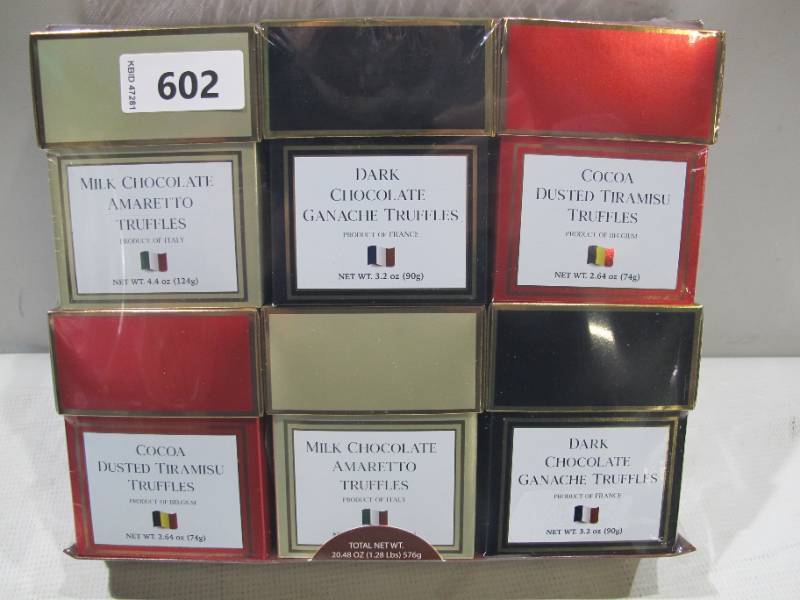 KBID 47281
602
MILK CHOCOLATE
AMARETTO
TRUFFLES
PRODUCT OF ITALY
NET WT. 4.4 oz (124g)
DARK
CHOCOLATE
GANACHE TRUFFLES
PRODUCT OF FRANCE
NET WT. 3.2 oz (90g)
COCOA
DUSTED TIRAMISU
TRUFFLES
PRODUCT OF BELGIUM
NET WT. 2.64 oz (74g)
COCOA
DUSTED TIRAMISU
TRUFFLES
PRODUCT OF BELGIUM
NET WT. 2.64 oz (74g)
MILK CHOCOLATE
AMARETTO
TRUFFLES
PRODUCT OF ITALY
TOTAL NET WT.
20.48 OZ (1.28 Lbs) 576g
DARK
CHOCOLATE
GANACHE TRUFFLES
PRODUCT OF FRANCE
NET WT. 3.2 oz (90g)